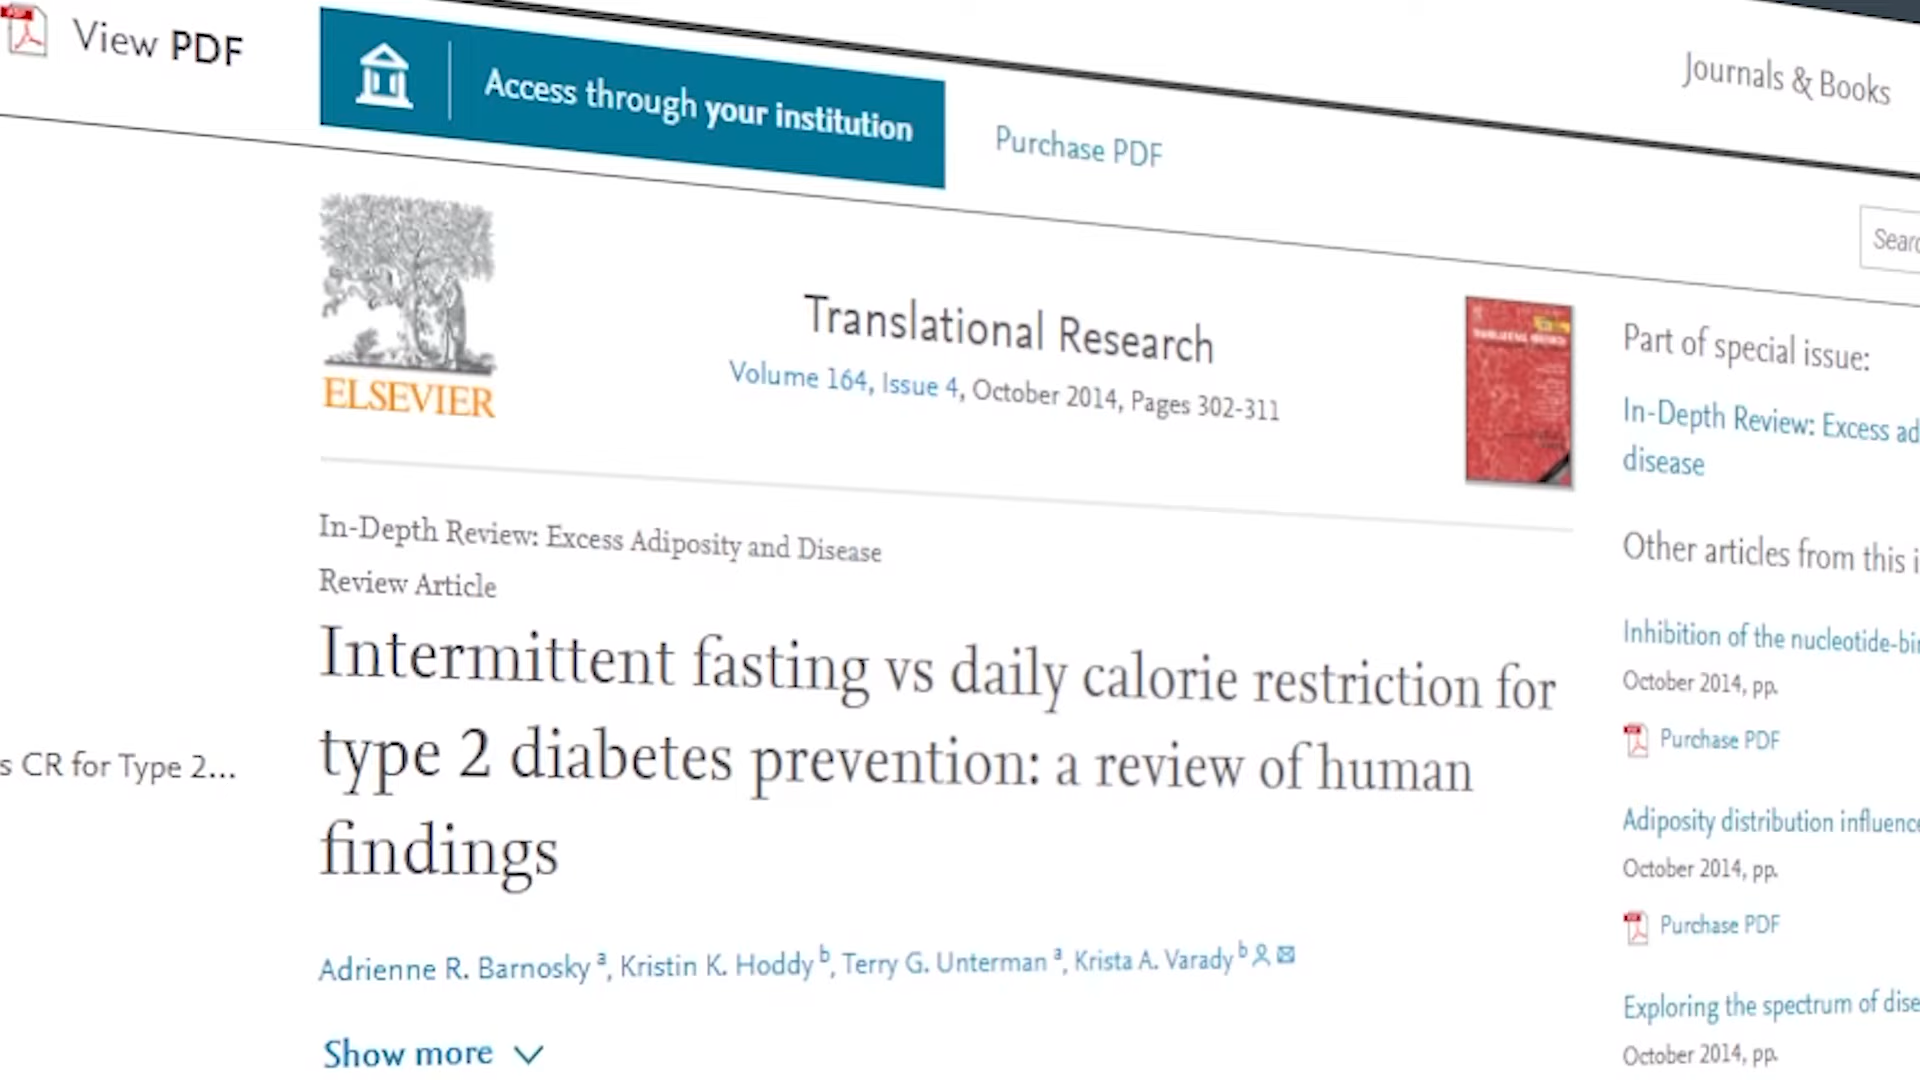 View PDF
Access through your institution
Purchase PDF
Journals & Books
Sear
ELSEVIER
Translational Research
Volume 164, Issue 4, October 2014, Pages 302-311
Part of special issue:
In-Depth Review: Excess ad
disease
In-Depth Review: Excess Adiposity and Disease
Review Article
Intermittent fasting vs daily calorie restriction for
type 2 diabetes prevention: a review of human
findings
s CR for Type 2...
Adrienne R. Barnosky a, Kristin K. Hoddy b, Terry G. Unterman a, Krista A. Varady b
Show more
Other articles from this i
Inhibition of the nucleotide-bi
October 2014, pp.
Purchase PDF
Adiposity distribution influenc
October 2014, pp.
Purchase PDF
Exploring the spectrum of dise
October 2014, pp.